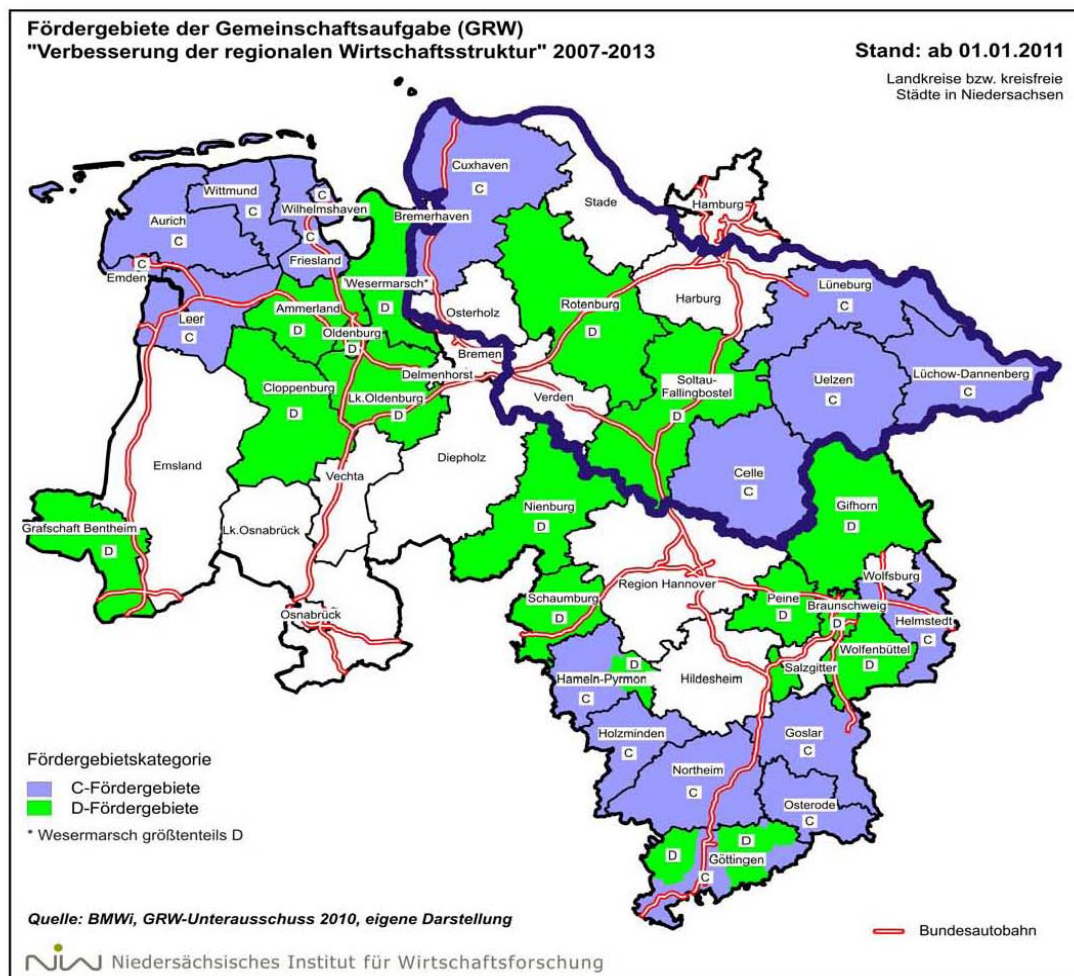 Fördergebiete der Gemeinschaftsaufgabe (GRW)
"Verbesserung der regionalen Wirtschaftsstruktur" 2007-2013
Stand: ab 01.01.2011
Landkreise bzw. kreisfreie
Städte in Niedersachsen
Cuxhaven
C
Stade
Hamburg
Wittmund
C
Wilhelmshaven
C
Aurich
C
Bremerhaven
C
Friesland
Emden
C
Wesermarsch*
D
Lüneburg
C
Harburg
Rotenburg
D
Osterholz
Ammerland
D
Leer
C
Oldenburg
D
Bremen
Delmenhorst
Cloppenburg
D
Lk.Oldenburg
D
Verden
Soltau-
Fallingbostel
D
Uelzen
C
Lüchow-Dannenberg
C
Emsland
Vechta
Diepholz
Celle
C
Nienburg
D
Gifhorn
D
Grafschaft Bentheim
D
Lk.Osnabrück
Wolfsburg
Region Hannover
Schaumburg
D
Peine
D
Braunschweig
D
Helmstedt
C
Osnabrück
Wolfenbüttel
D
Salzgitter
D
Hameln-Pyrmon
C
Hildesheim
Holzminden
C
Goslar
C
Northeim
C
Osterode
C
D
D
Göttingen
C
Fördergebietskategorie
C-Fördergebiete
D-Fördergebiete
* Wesermarsch größtenteils D
Quelle: BMWi, GRW-Unterausschuss 2010, eigene Darstellung
Bundesautobahn
NIW Niedersächsisches Institut für Wirtschaftsforschung